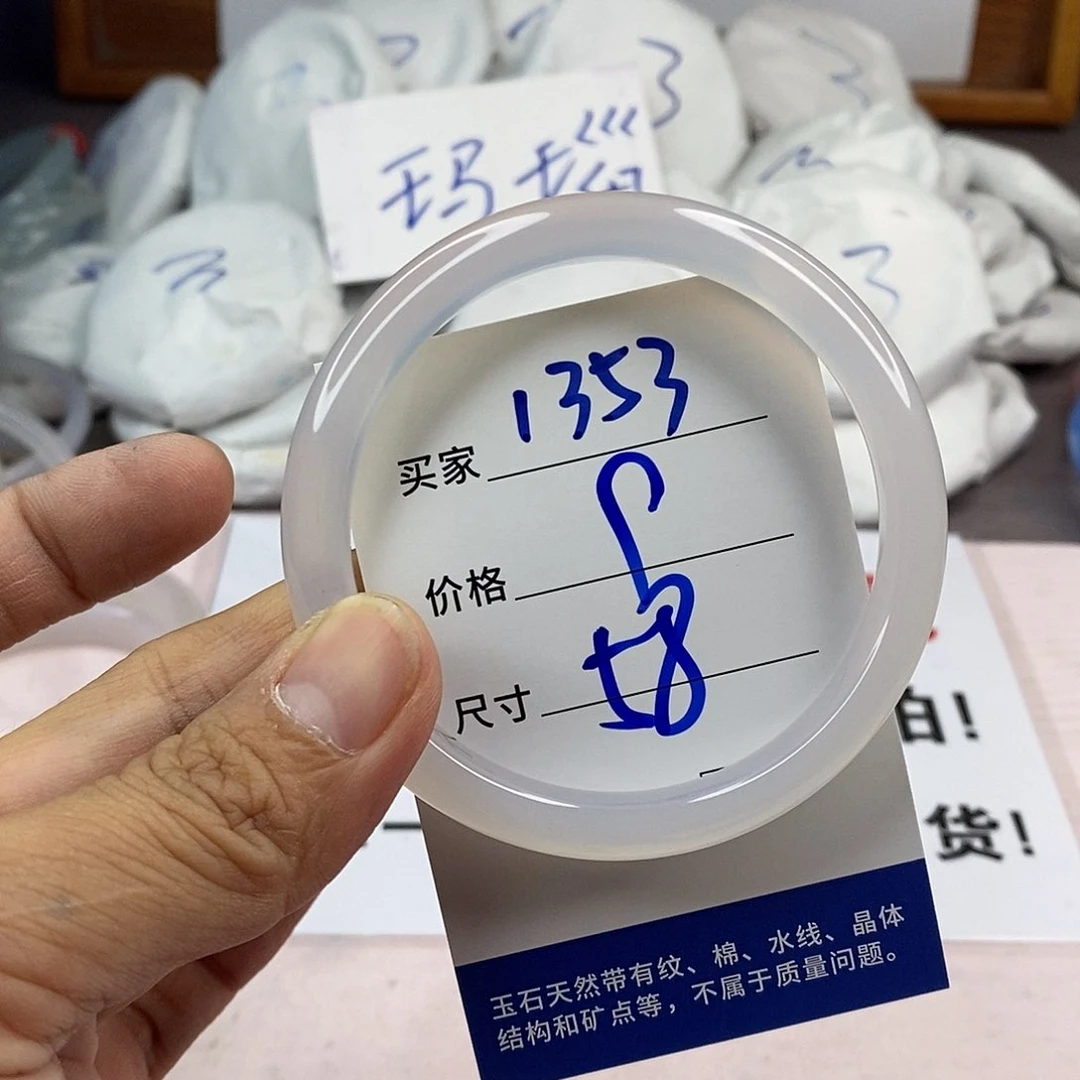 玛瑙
买家 1353
价格
尺寸 58
拍!
货!
玉石天然带有纹、棉、水线、晶体
结构和矿点等，不属于质量问题。